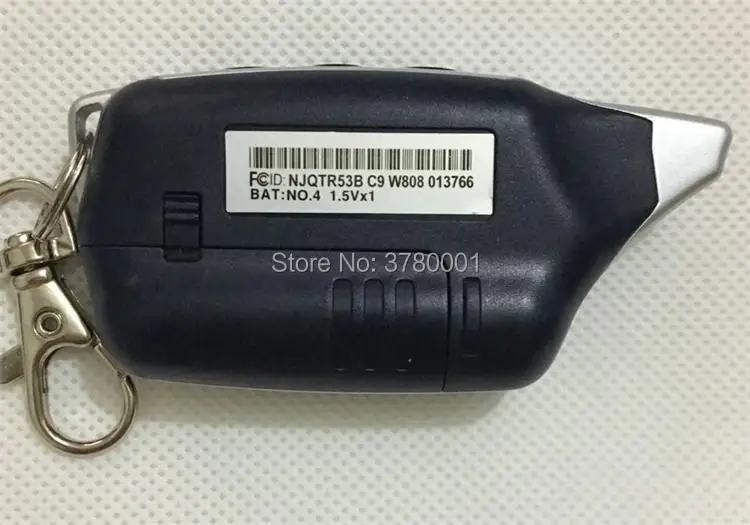 FCID: NJQTR53B C9 W808 013766
BAT:NO.4 1.5Vx1
Store No: 3780001